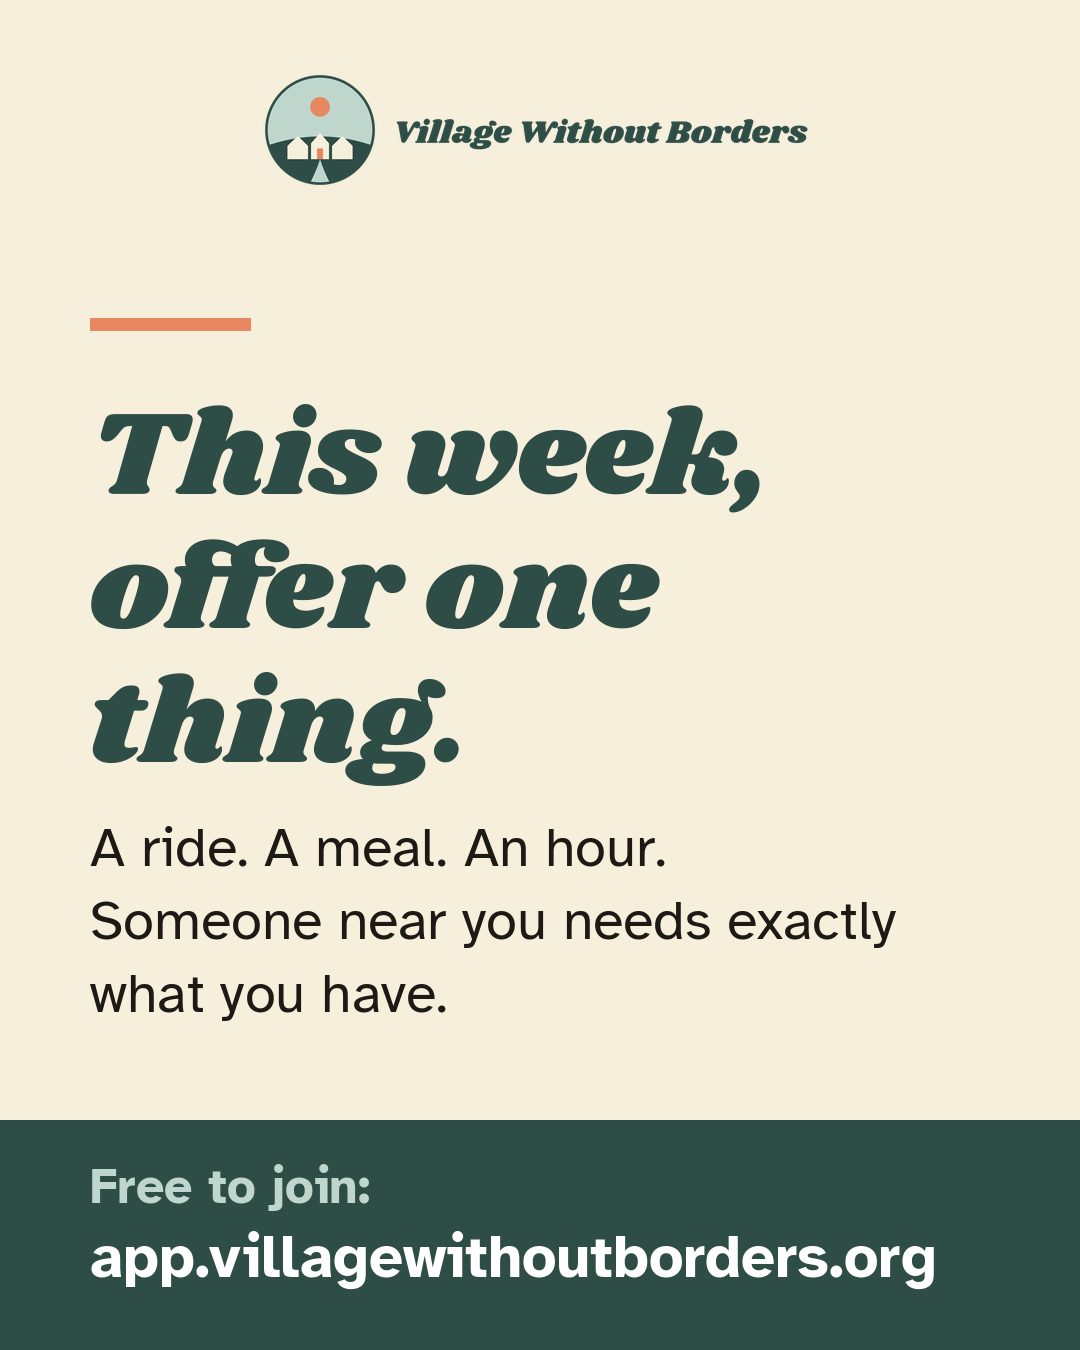 Village Without Borders
This week,
offer one
thing.
A ride. A meal. An hour.
Someone near you needs exactly
what you have.
Free to join:
app.villagewithoutborders.org